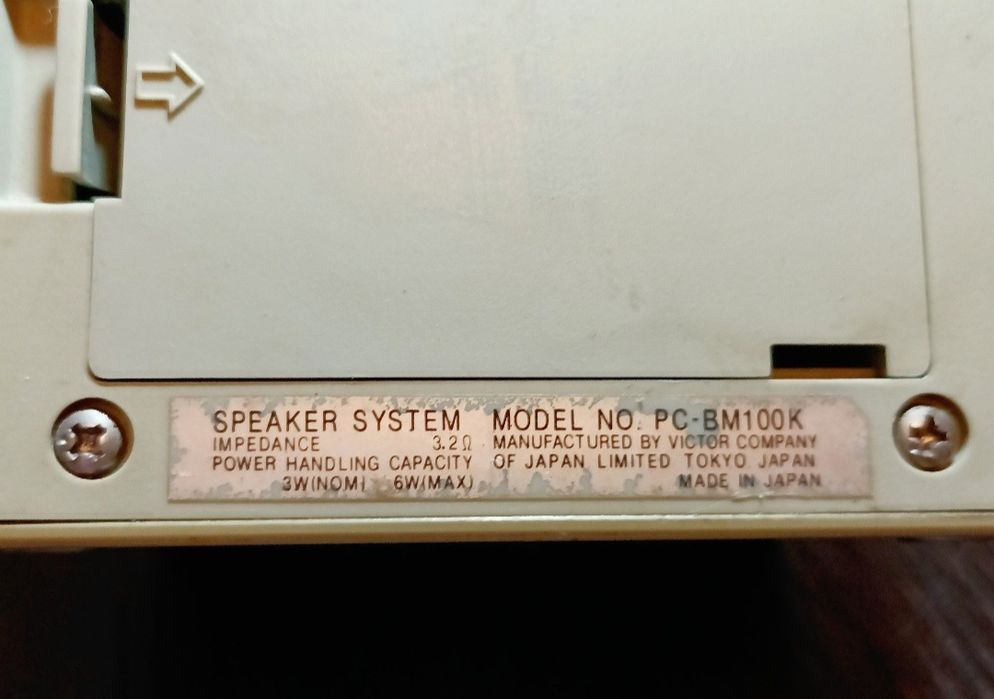 SPEAKER SYSTEM MODEL NO. PC-BM100K
IMPEDANCE 3.2Ω MANUFACTURED BY VICTOR COMPANY
POWER HANDLING CAPACITY OF JAPAN LIMITED TOKYO JAPAN
3W(NOM) 6W(MAX) MADE IN JAPAN